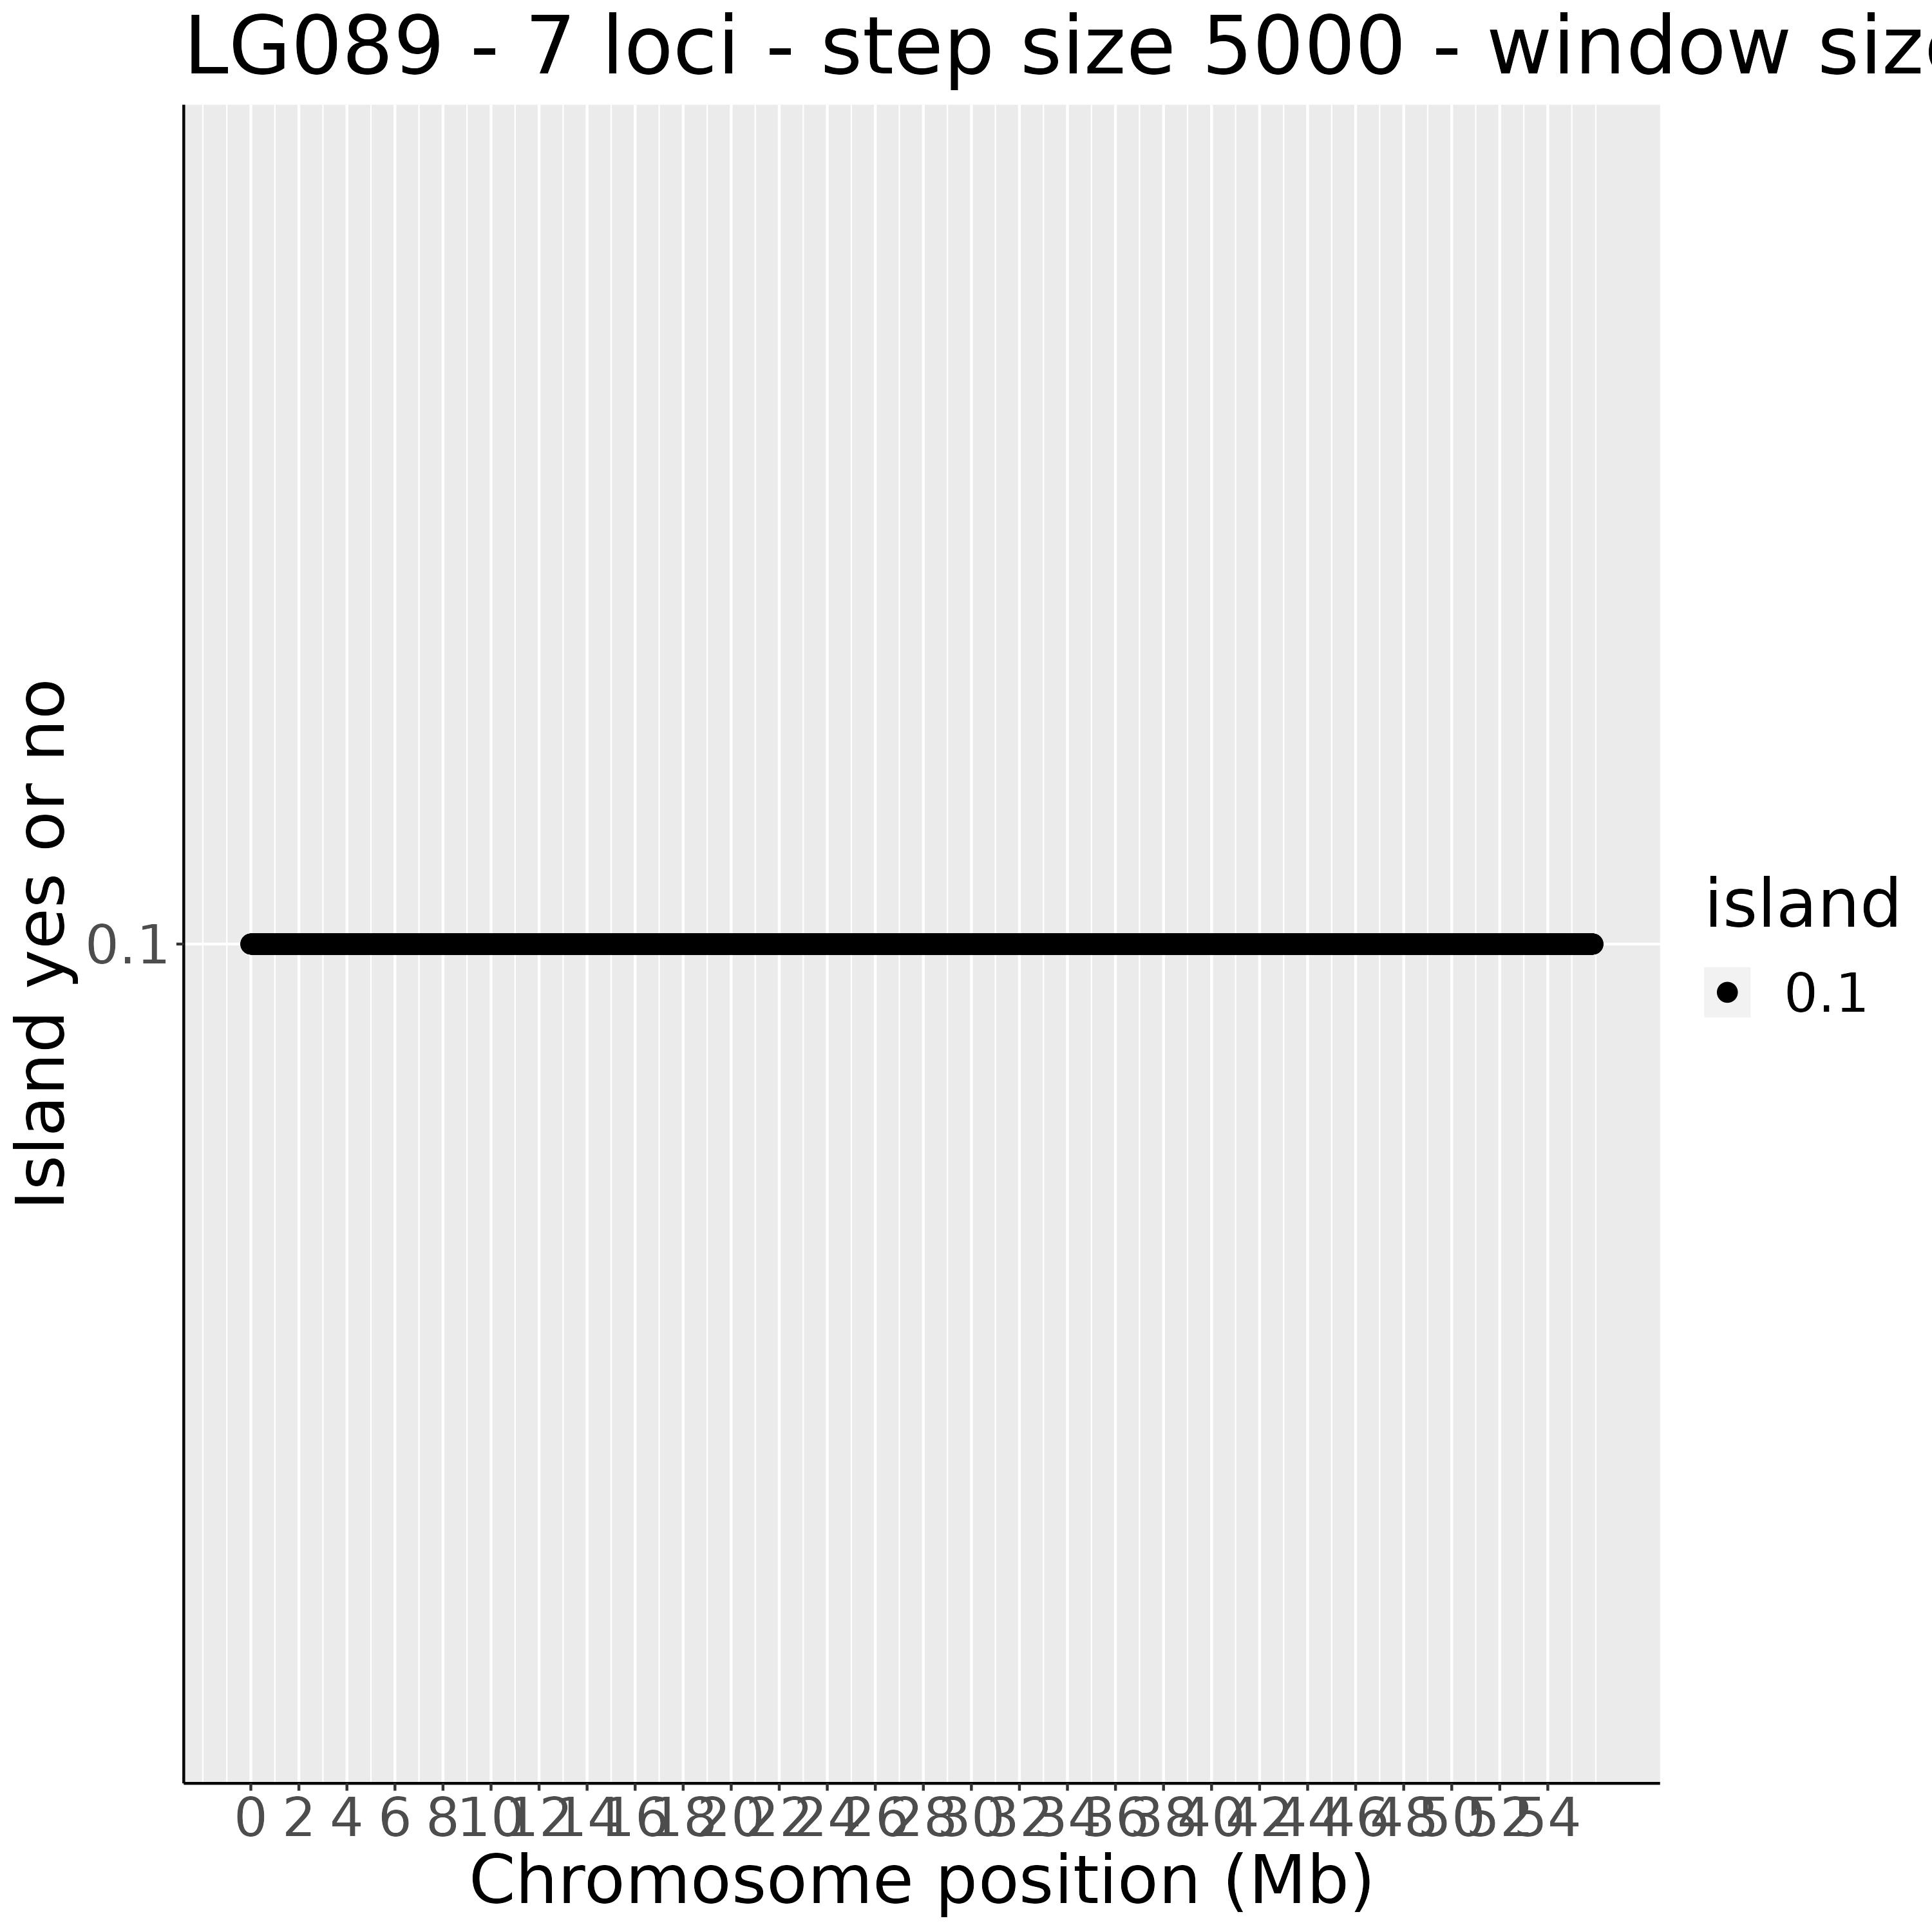 LG089 - 7 loci - step size 5000 - window size
Island yes or no
0.1
island
0.1
0 2 4 6 8 10 12 14 16 18 20 22 24 26 28 30 32 34 36 38 40 42 44 46 48 50 52 54
Chromosome position (Mb)